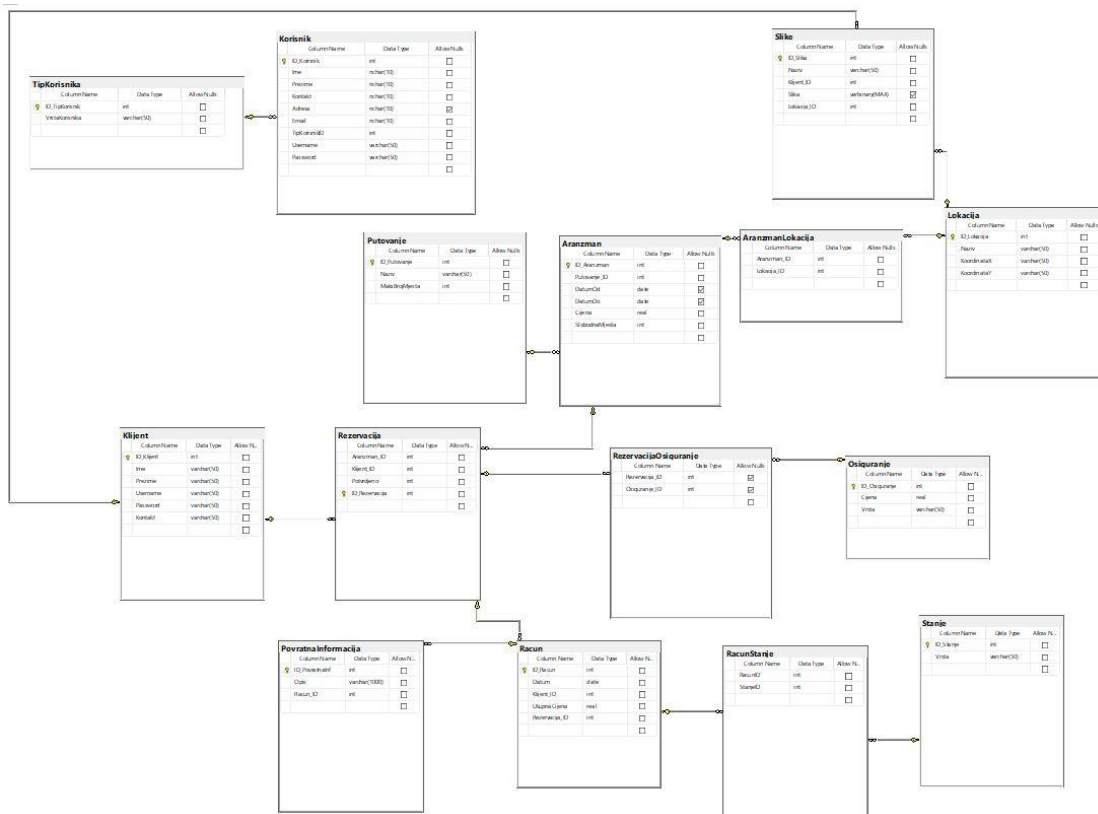 Korisnik
Column Name Data Type Allow Nulls
ID_Korisnik int
Ime nchar(10)
Prezime nchar(10)
Kontakt nchar(10)
Adresa nchar(10)
Email nchar(10)
TipKorisnikID int
Username varchar(50)
Password varchar(50)
Slike
Column Name Data Type Allow Nulls
ID_Slika int
Naziv varchar(50)
Klijent_ID int
Slika varbinary(MAX)
Lokacija_ID int
TipKorisnika
Column Name Data Type Allow Nulls
ID_TipKorisnik int
VrstaKorisnika varchar(50)
Putovanje
Column Name Data Type Allow Nulls
ID_Putovanje int
Naziv varchar(50)
MaksBrojMjesta int
Aranzman
Column Name Data Type Allow Nulls
ID_Aranzman int
Putovanje_ID int
DatumOd date
DatumDo date
Cijena real
SlobodnaMjesta int
AranzmanLokacija
Column Name Data Type Allow Nulls
Aranzman_ID int
Lokacija_ID int
Lokacija
Column Name Data Type Allow Nulls
ID_Lokacija int
Naziv varchar(50)
KoordinataX varchar(50)
KoordinataY varchar(50)
Klijent
Column Name Data Type Allow N...
ID_Klijent int
Ime varchar(50)
Prezime varchar(50)
Username varchar(50)
Password varchar(50)
Kontakt varchar(50)
Rezervacija
Column Name Data Type Allow N...
Aranzman_ID int
Klijent_ID int
Potvrdjeno int
ID_Rezervacija int
RezervacijaOsiguranje
Column Name Data Type Allow Nulls
Rezervacija_ID int
Osiguranje_ID int
Osiguranje
Column Name Data Type Allow N...
ID_Osiguranje int
Cijena real
Vrsta varchar(50)
PovratnaInformacija
Column Name Data Type Allow N...
ID_PovratnaInf int
Opis varchar(1000)
Racun_ID int
Racun
Column Name Data Type Allow N...
ID_Racun int
Datum date
Klijent_ID int
UkupnaCijena real
Rezervacija_ID int
RacunStanje
Column Name Data Type Allow N...
RacunID int
StanjeID int
Stanje
Column Name Data Type Allow N...
ID_Stanje int
Vrsta varchar(50)